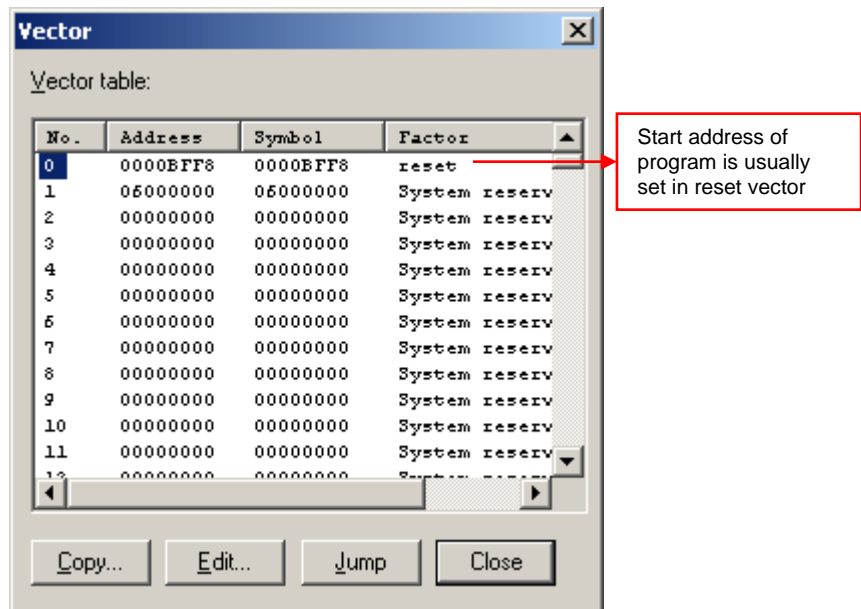 Vector
Vector table:
No. Address Symbol Factor
0 0000BFF8 0000BFF8 reset
1 06000000 06000000 System reserv
2 00000000 00000000 System reserv
3 00000000 00000000 System reserv
4 00000000 00000000 System reserv
5 00000000 00000000 System reserv
6 00000000 00000000 System reserv
7 00000000 00000000 System reserv
8 00000000 00000000 System reserv
9 00000000 00000000 System reserv
10 00000000 00000000 System reserv
11 00000000 00000000 System reserv
Copy... Edit... Jump Close
Start address of
program is usually
set in reset vector